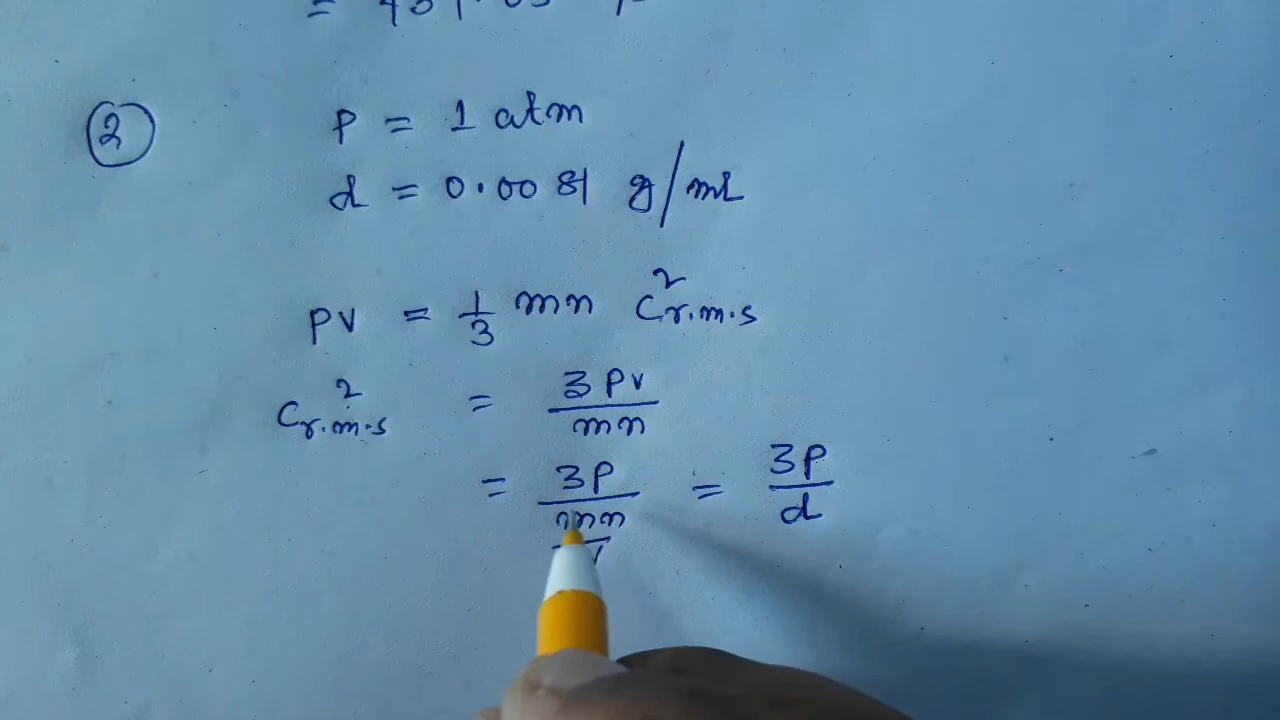 ②
P = 1 atm
d = 0.0081 g/mL
PV = 1/3 mn C²r.m.s
C²r.m.s = 3PV/mn
= 3P/(mn/V) = 3P/d